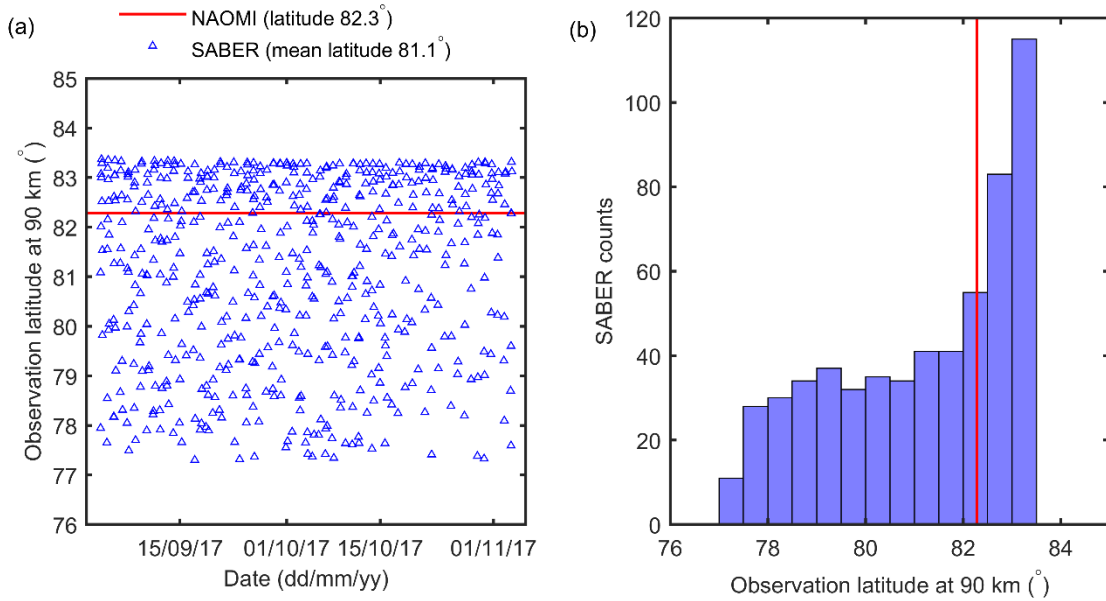 (a)
NAOMI (latitude 82.3°)
SABER (mean latitude 81.1°)
Observation latitude at 90 km (°)
85
84
83
82
81
80
79
78
77
76
15/09/17 01/10/17 15/10/17 01/11/17
Date (dd/mm/yy)
(b)
SABER counts
120
100
80
60
40
20
0
76 78 80 82 84
Observation latitude at 90 km (°)